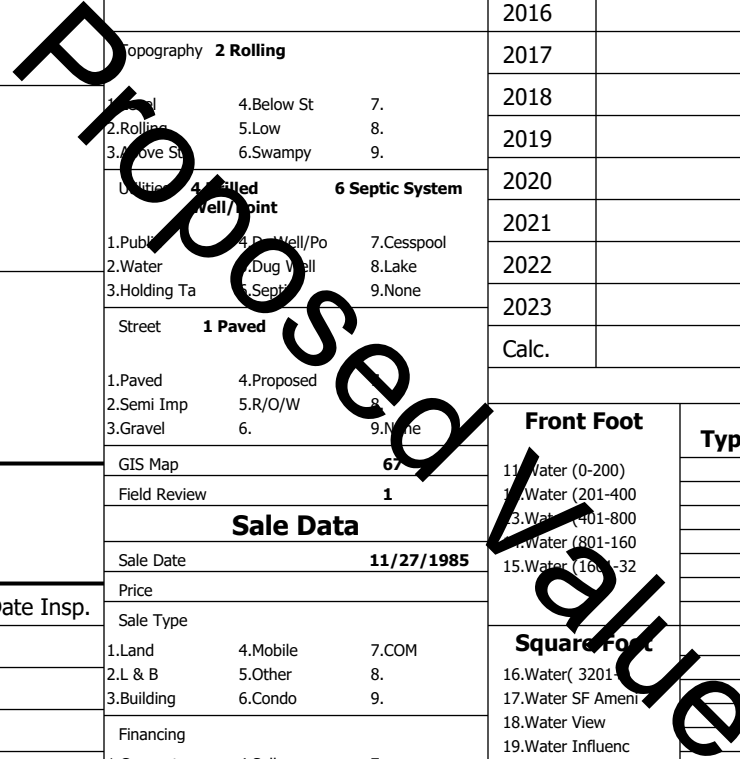 Proposed Value
Topography 2 Rolling
4.Below St 7.
2.Rolling 5.Low 8.
3.Above St 6.Swampy 9.
Utilities 4 Drilled Well/Point 6 Septic System
4.Dr Well/Po 7.Cesspool
2.Water 5.Dug Well 8.Lake
3.Holding Ta 6.Septic 9.None
Street 1 Paved
1.Paved 4.Proposed
2.Semi Imp 5.R/O/W 8.
3.Gravel 6. 9.None
GIS Map 67
Field Review 1
Sale Data
Sale Date 11/27/1985
Price
Sale Type
1.Land 4.Mobile 7.COM
2.L & B 5.Other 8.
3.Building 6.Condo 9.
Financing
Date Insp.
2016
2017
2018
2019
2020
2021
2022
2023
Calc.
Front Foot
Typ
11.Water (0-200)
12.Water (201-400
13.Water (401-800
14.Water (801-160
15.Water (1601-32
Square Foot
16.Water( 3201-
17.Water SF Ameni
18.Water View
19.Water Influenc